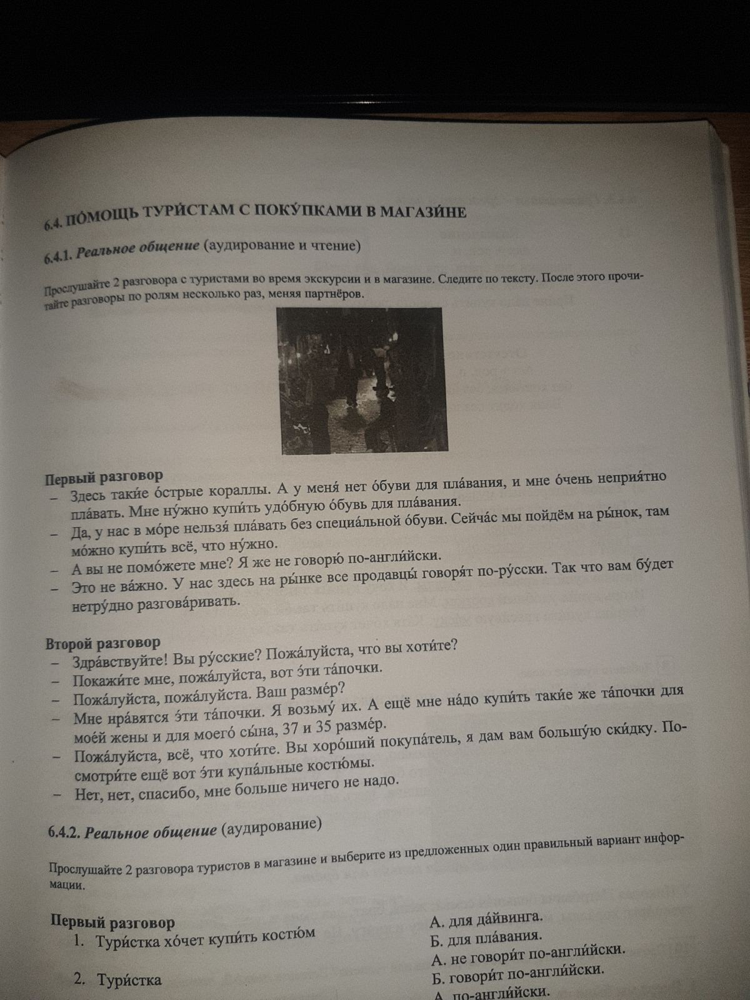 6.4. ПО́МОЩЬ ТУРИ́СТАМ С ПОКУ́ПКАМИ В МАГАЗИ́НЕ
6.4.1. Реальное общение (аудирование и чтение)
Прослушайте 2 разговора с туристами во время экскурсии и в магазине. Следите по тексту. После этого прочи-
тайте разговоры по ролям несколько раз, меняя партнёров.
Первый разговор
– Здесь таки́е о́стрые кораллы. А у меня́ нет о́буви для пла́вания, и мне о́чень неприя́тно
пла́вать. Мне ну́жно купи́ть удо́бную о́бувь для пла́вания.
– Да, у нас в мо́ре нельзя́ пла́вать без специа́льной о́буви. Сейча́с мы пойдём на ры́нок, там
мо́жно купи́ть всё, что ну́жно.
– А вы не помо́жете мне? Я же не говорю́ по-англи́йски.
– Это не ва́жно. У нас здесь на ры́нке все продавцы́ говоря́т по-ру́сски. Так что вам бу́дет
нетру́дно разгова́ривать.
Второй разговор
– Здра́вствуйте! Вы ру́сские? Пожа́луйста, что вы хоти́те?
– Покажи́те мне, пожа́луйста, вот э́ти та́почки.
– Пожа́луйста, пожа́луйста. Ваш разме́р?
– Мне нра́вятся э́ти та́почки. Я возьму́ их. А ещё мне на́до купи́ть таки́е же та́почки для
мое́й жены и для моего́ сы́на, 37 и 35 разме́р.
– Пожа́луйста, всё, что хоти́те. Вы хоро́ший покупа́тель, я дам вам большу́ю ски́дку. По-
смотри́те ещё вот э́ти купа́льные костю́мы.
– Нет, нет, спасибо, мне больше ничего не надо.
6.4.2. Реальное общение (аудирование)
Прослушайте 2 разговора туристов в магазине и выберите из предложенных один правильный вариант инфор-
мации.
Первый разговор
1. Тури́стка хо́чет купи́ть костю́м
А. для да́йвинга.
Б. для пла́вания.
2. Тури́стка
А. не говори́т по-англи́йски.
Б. говори́т по-англи́йски.
А. по-англи́йски.